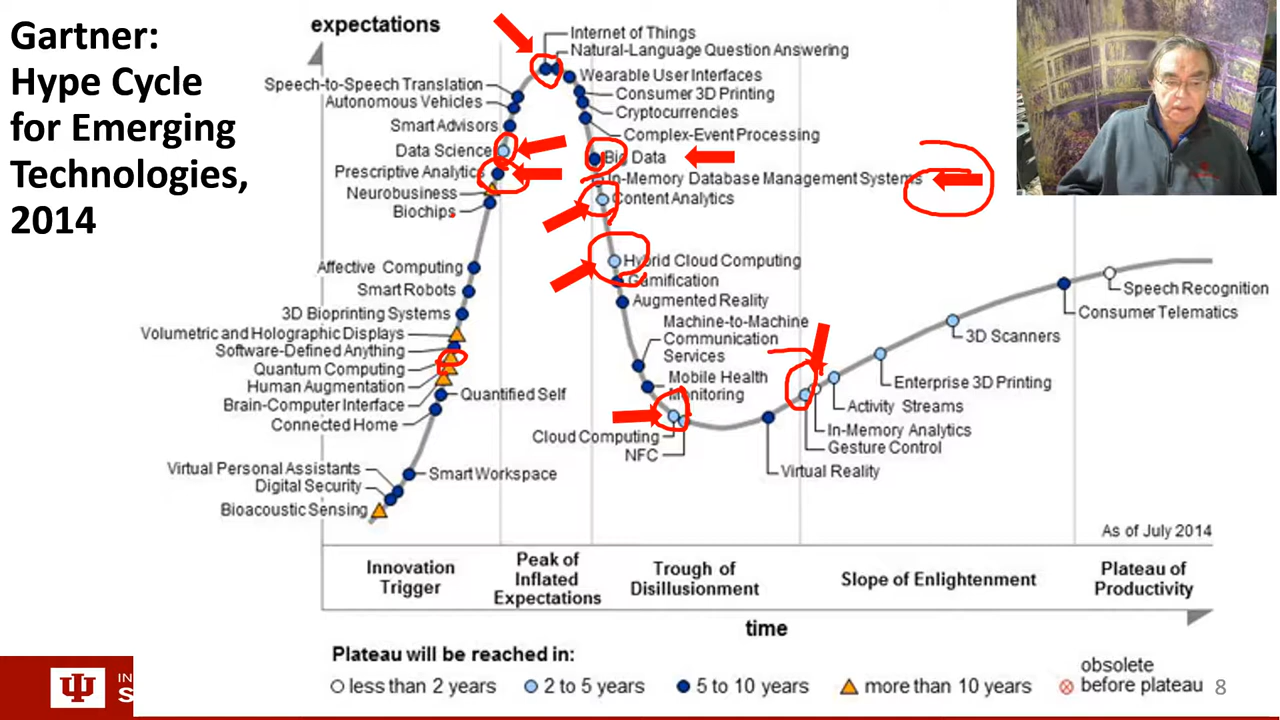 Gartner:
Hype Cycle
for Emerging
Technologies,
2014
expectations
Internet of Things
Natural-Language Question Answering
Wearable User Interfaces
Consumer 3D Printing
Cryptocurrencies
Complex-Event Processing
Big Data
In-Memory Database Management Systems
Content Analytics
Hybrid Cloud Computing
Gamification
Augmented Reality
Machine-to-Machine
Communication
Services
Mobile Health
Monitoring
Speech-to-Speech Translation
Autonomous Vehicles
Smart Advisors
Data Science
Prescriptive Analytics
Neurobusiness
Biochips
Affective Computing
Smart Robots
3D Bioprinting Systems
Volumetric and Holographic Displays
Software-Defined Anything
Quantum Computing
Human Augmentation
Brain-Computer Interface
Connected Home
Quantified Self
Virtual Personal Assistants
Digital Security
Bioacoustic Sensing
Smart Workspace
Cloud Computing
NFC
Virtual Reality
Gesture Control
In-Memory Analytics
Activity Streams
Enterprise 3D Printing
3D Scanners
Consumer Telematics
Speech Recognition
As of July 2014
Innovation
Trigger
Peak of
Inflated
Expectations
Trough of
Disillusionment
Slope of Enlightenment
Plateau of
Productivity
time
Plateau will be reached in:
less than 2 years
2 to 5 years
5 to 10 years
more than 10 years
obsolete
before plateau
8
IN
S